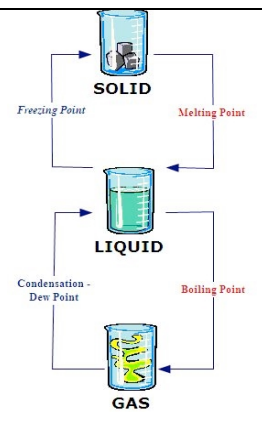 SOLID
Freezing Point
Melting Point
LIQUID
Condensation -
Dew Point
Boiling Point
GAS